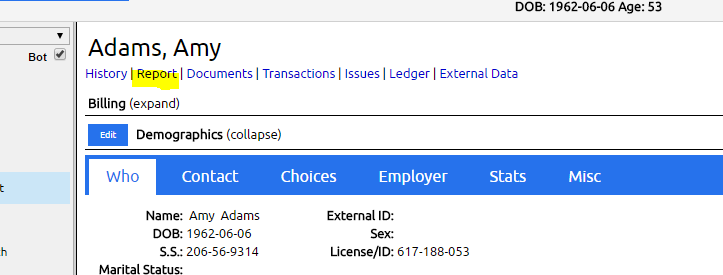 DOB: 1962-06-06 Age: 53
Adams, Amy
Bot
History | Report | Documents | Transactions | Issues | Ledger | External Data
Billing (expand)
Edit Demographics (collapse)
Who Contact Choices Employer Stats Misc
Name: Amy Adams External ID:
DOB: 1962-06-06 Sex:
S.S.: 206-56-9314 License/ID: 617-188-053
Marital Status: